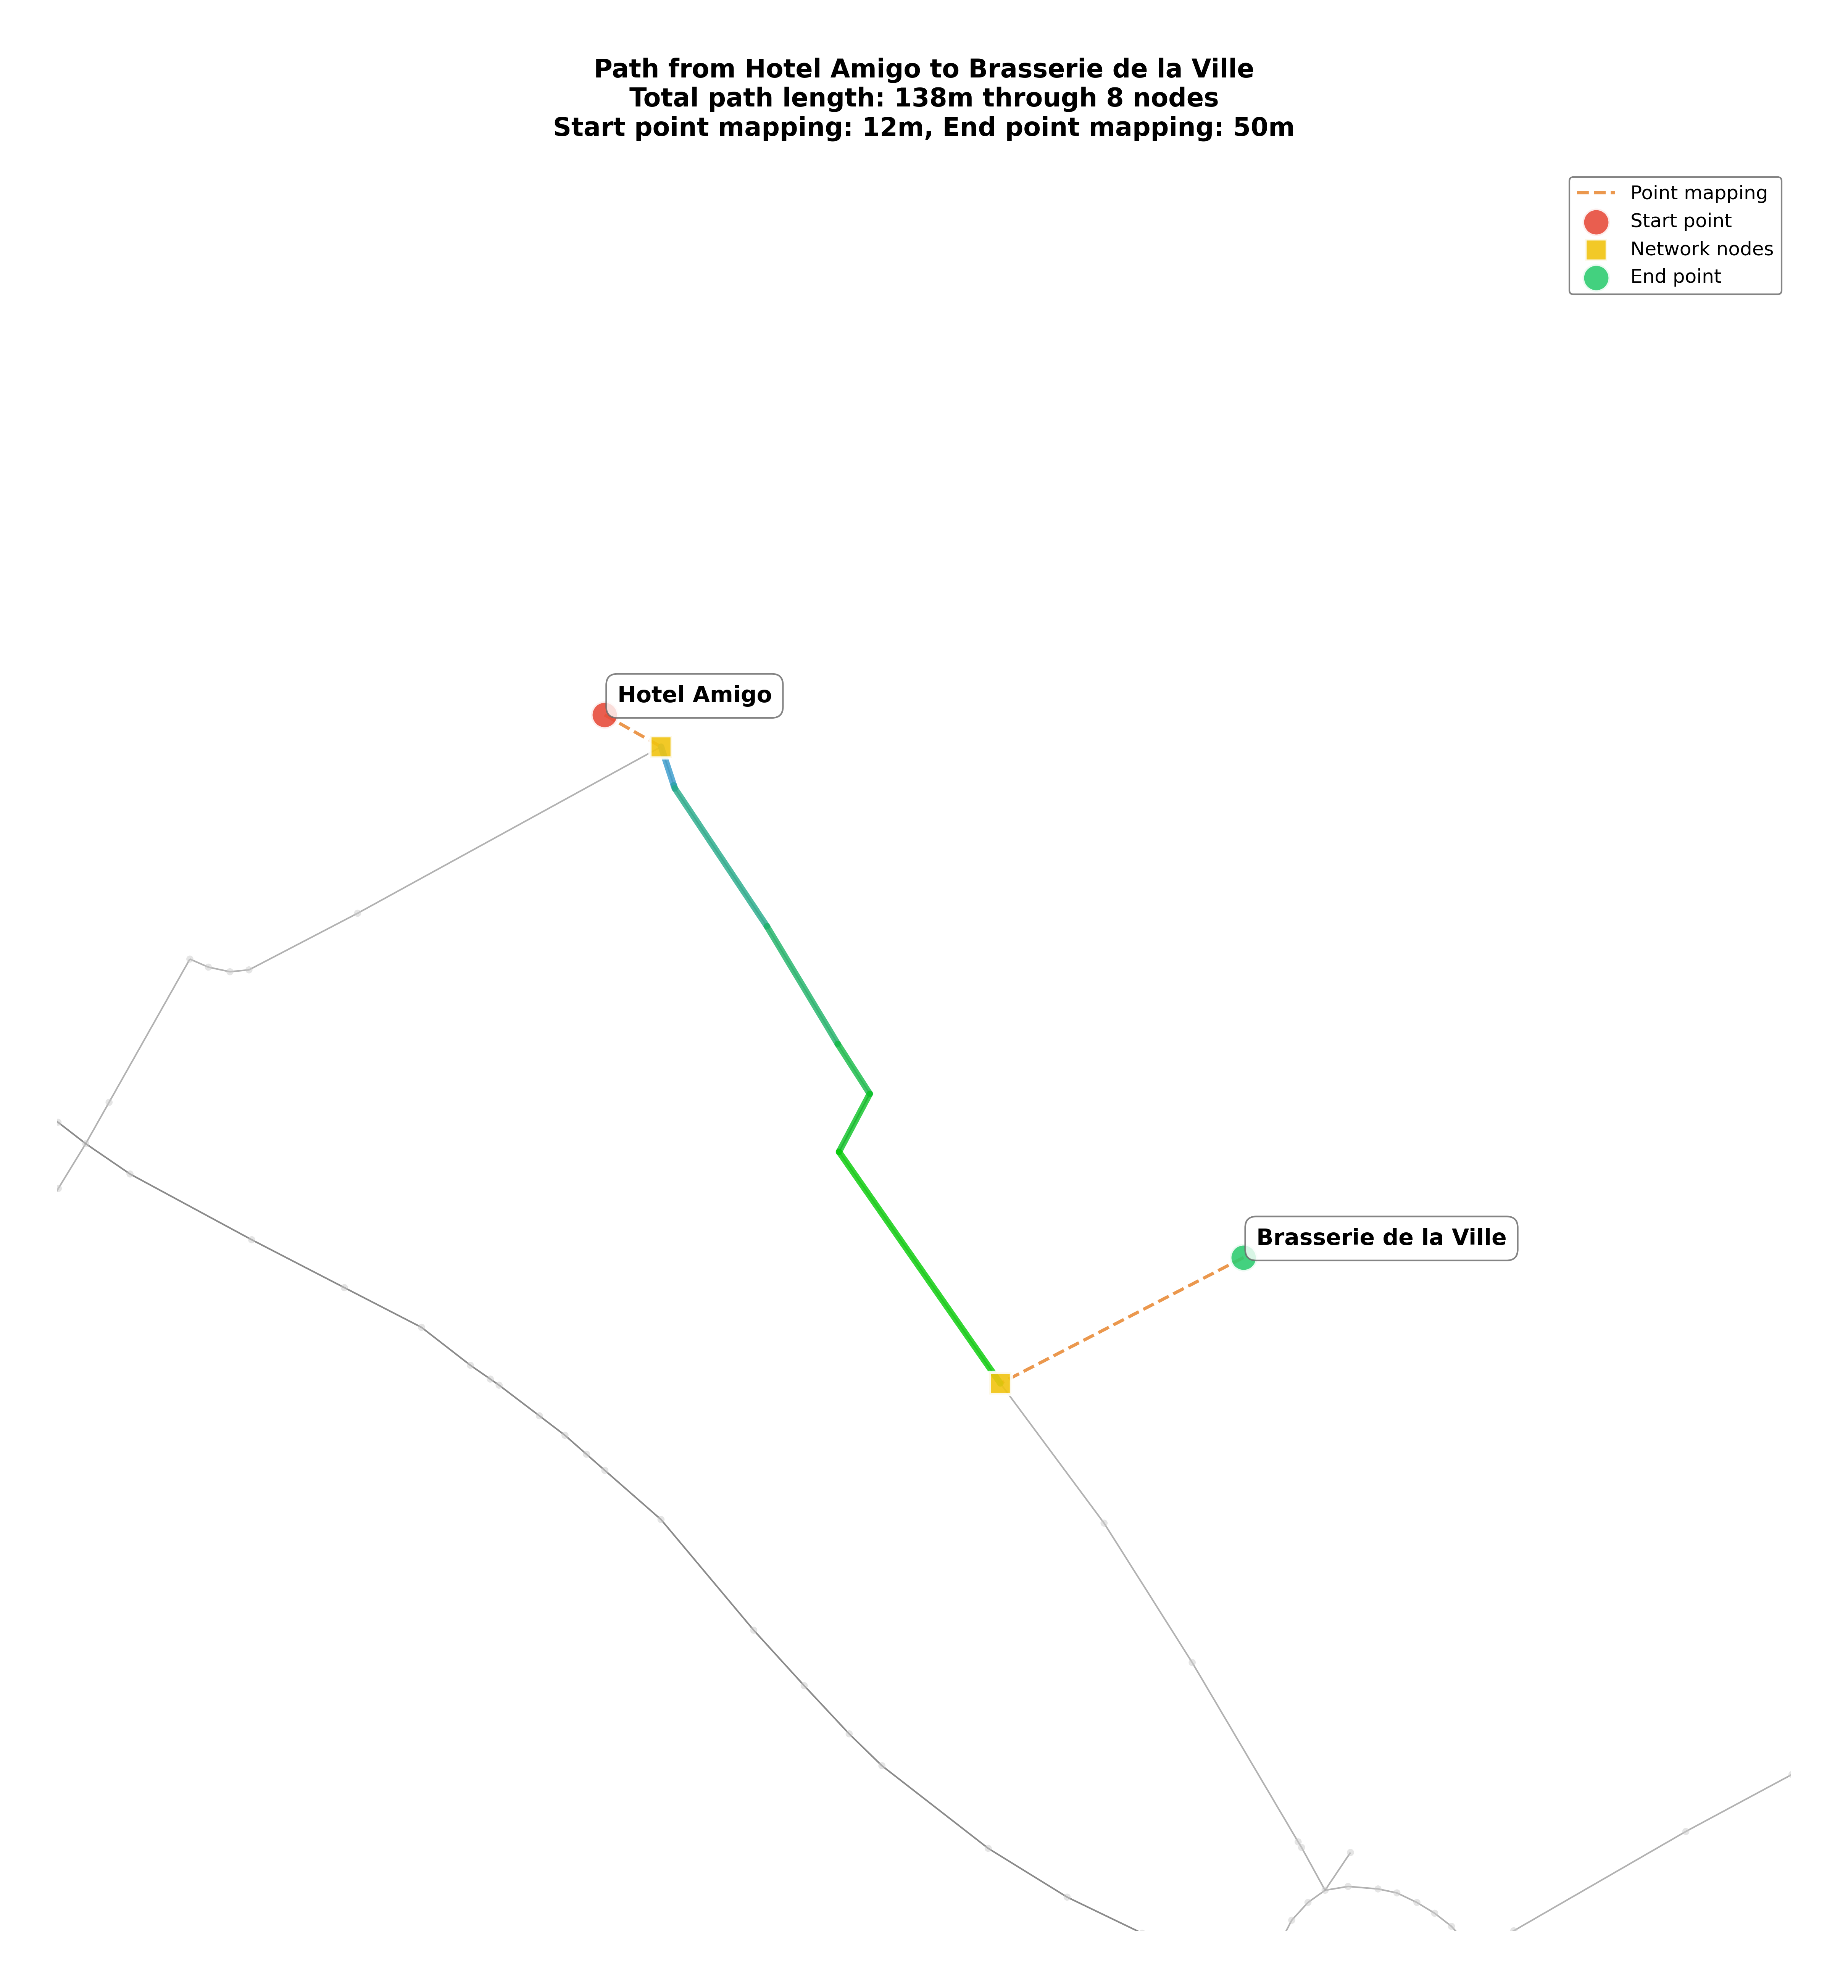 Path from Hotel Amigo to Brasserie de la Ville
Total path length: 138m through 8 nodes
Start point mapping: 12m, End point mapping: 50m
Point mapping
Start point
Network nodes
End point
Hotel Amigo
Brasserie de la Ville